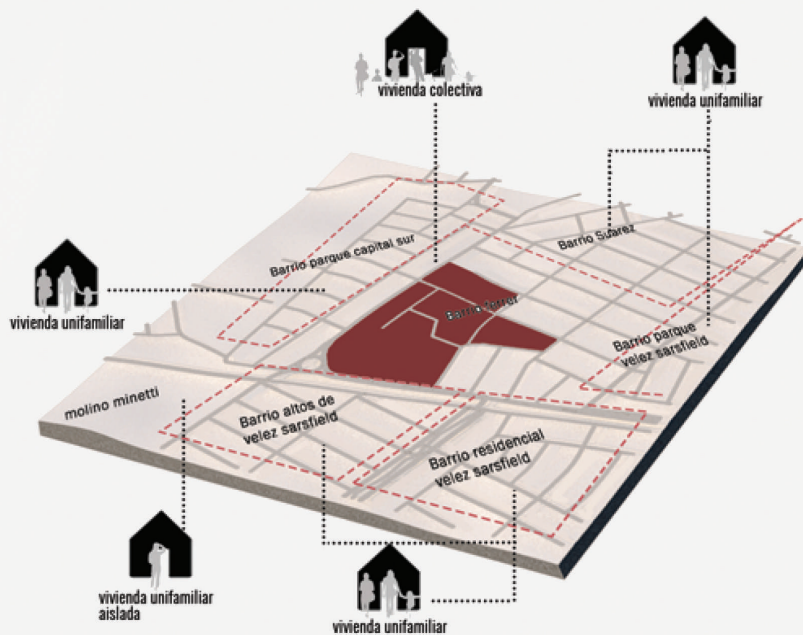 vivienda colectiva
vivienda unifamiliar
Barrio Suarez
Barrio parque capital sur
Barrio ferrer
vivienda unifamiliar
Barrio parque
velez sarsfield
molino minetti
Barrio altos de
velez sarsfield
Barrio residencial
velez sarsfield
vivienda unifamiliar
aislada
vivienda unifamiliar